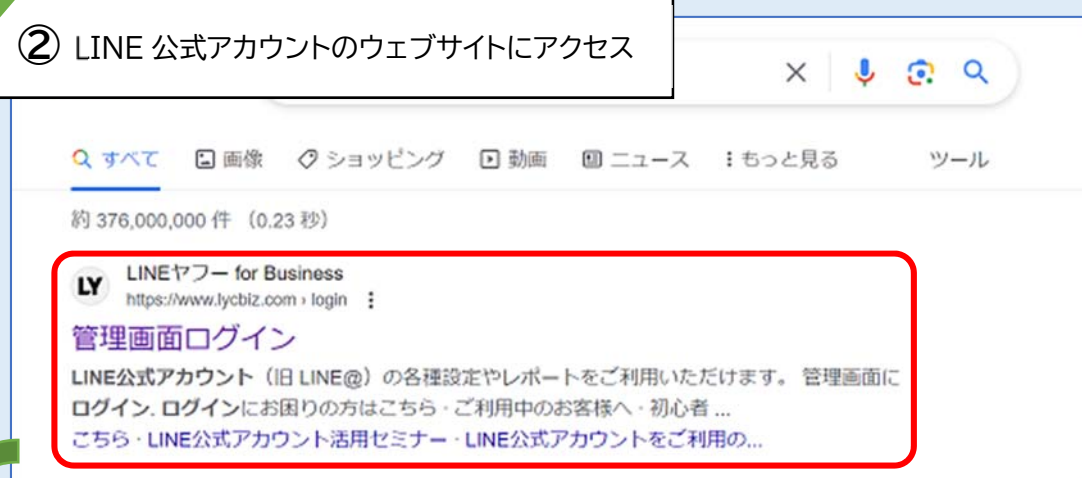 ② LINE 公式アカウントのウェブサイトにアクセス
すべて 画像 ショッピング 動画 ニュース もっと見る ツール
約 376,000,000 件 （0.23 秒）
LY
LINEヤフー for Business
https://www.lycbiz.com › login
管理画面ログイン
LINE公式アカウント（旧 LINE@）の各種設定やレポートをご利用いただけます。 管理画面に
ログイン. ログインにお困りの方はこちら · ご利用中のお客様へ · 初心者 ...
こちら · LINE公式アカウント活用セミナー · LINE公式アカウントをご利用の...